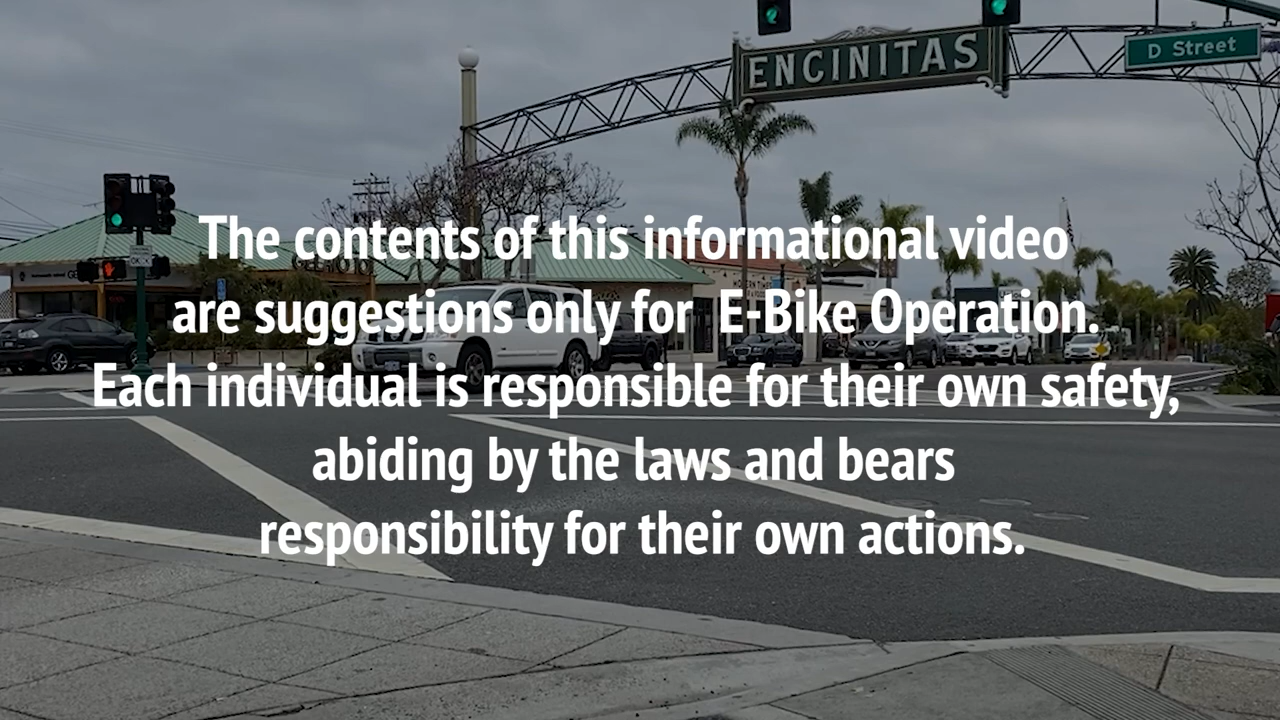 ENCINITAS
D Street
The contents of this informational video
are suggestions only for E-Bike Operation.
Each individual is responsible for their own safety,
abiding by the laws and bears
responsibility for their own actions.